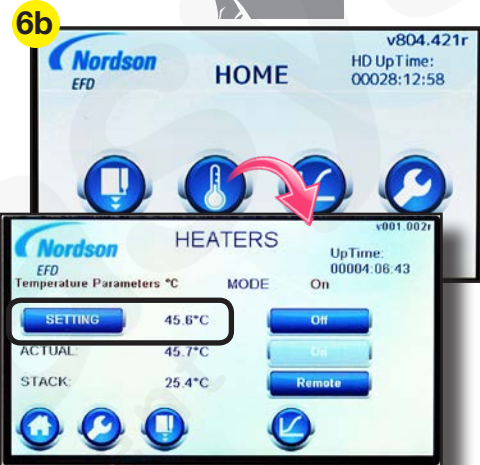 6b
v804.421r
Nordson
EFD
HOME
HD UpTime:
00028:12:58
v001.002r
Nordson
EFD
HEATERS
UpTime:
00004:06:43
Temperature Parameters °C
MODE
On
SETTING
45.6°C
Off
ACTUAL:
45.7°C
On
STACK:
25.4°C
Remote